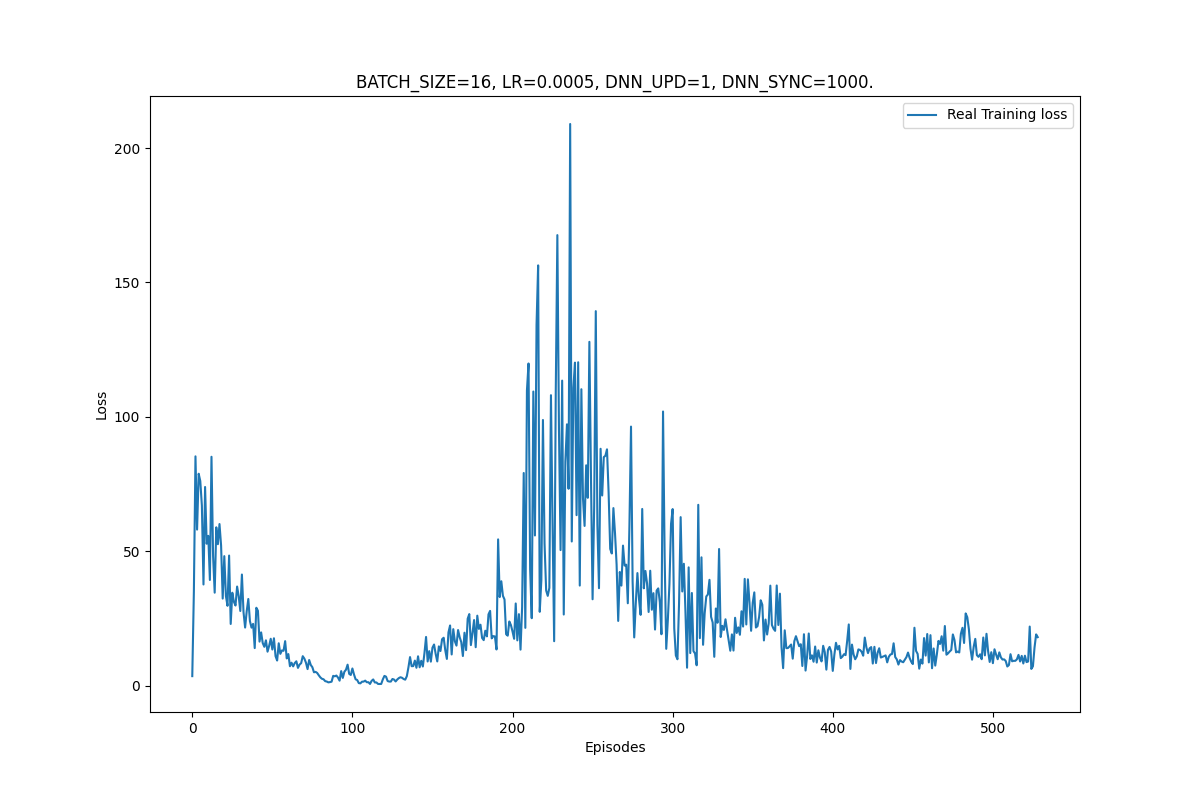 BATCH_SIZE=16, LR=0.0005, DNN_UPD=1, DNN_SYNC=1000.
Real Training loss
200
150
100
50
0
Loss
0 100 200 300 400 500
Episodes